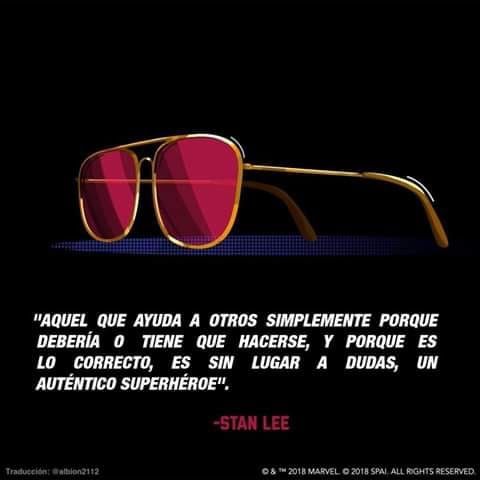 "AQUEL QUE AYUDA A OTROS SIMPLEMENTE PORQUE
DEBERÍA O TIENE QUE HACERSE, Y PORQUE ES
LO CORRECTO, ES SIN LUGAR A DUDAS, UN
AUTÉNTICO SUPERHÉROE".
-STAN LEE
Traducción: @albion2112
© & ™ 2018 MARVEL. © 2018 SPAI. ALL RIGHTS RESERVED.